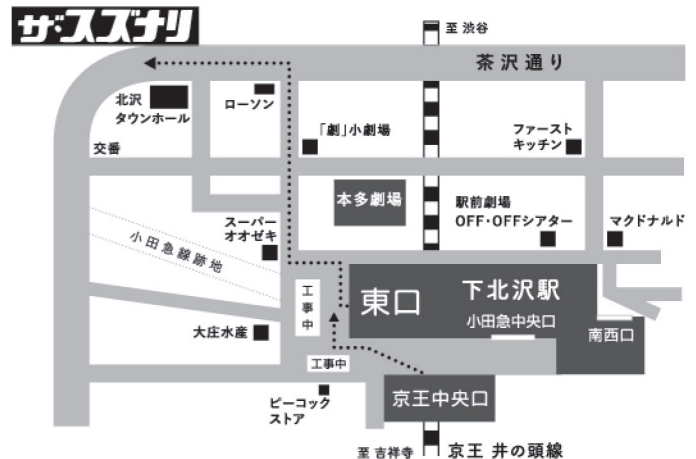 ザ・スズナリ
至 渋谷
茶沢通り
北沢
タウンホール
ローソン
交番
「劇」小劇場
ファースト
キッチン
本多劇場
駅前劇場
OFF・OFFシアター
マクドナルド
スーパー
オオゼキ
小田急線跡地
工事中
東口
下北沢駅
小田急中央口
南西口
大庄水産
工事中
ピーコック
ストア
京王中央口
至 吉祥寺
京王 井の頭線